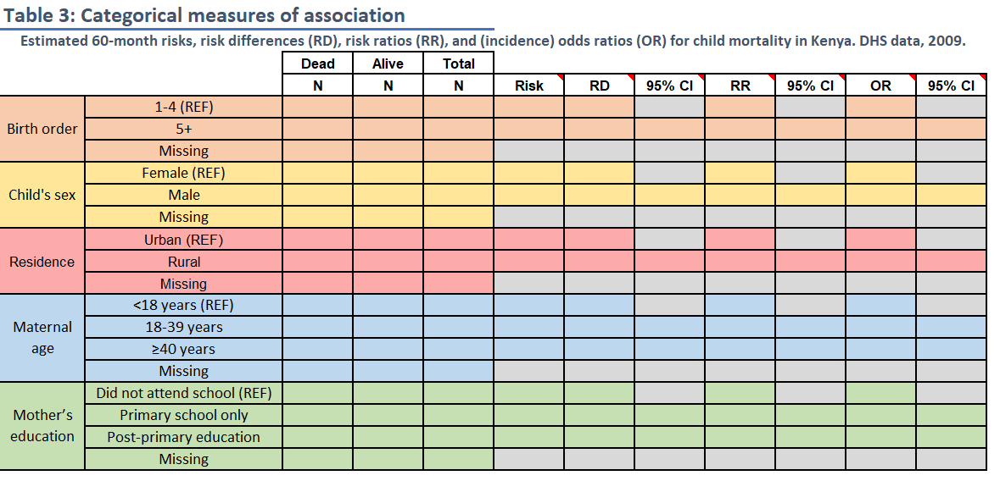 Table 3: Categorical measures of association
Estimated 60-month risks, risk differences (RD), risk ratios (RR), and (incidence) odds ratios (OR) for child mortality in Kenya. DHS data, 2009.
Dead Alive Total
N N N Risk RD 95% CI RR 95% CI OR 95% CI
1-4 (REF)
Birth order 5+
Missing
Female (REF)
Child's sex Male
Missing
Urban (REF)
Residence Rural
Missing
<18 years (REF)
Maternal age 18-39 years
≥40 years
Missing
Did not attend school (REF)
Mother’s education Primary school only
Post-primary education
Missing